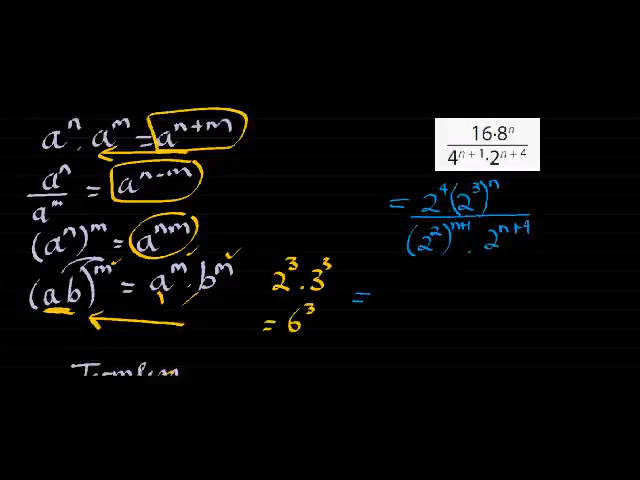 aⁿ · aᵐ = aⁿ⁺ᵐ
aⁿ/aᵐ = aⁿ⁻ᵐ
(aⁿ)ᵐ = aⁿᵐ
(ab)ᵐ = aᵐ · bᵐ
2³ · 3³
= 6³
16·8ⁿ
4ⁿ⁺¹·2ⁿ⁺⁴
= 2⁴(2³)ⁿ
(2²)ⁿ⁺¹ · 2ⁿ⁺⁴
=